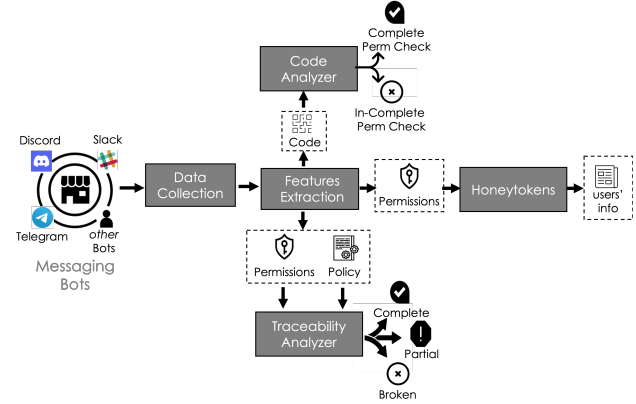 Complete
Perm Check
Code
Analyzer
In-Complete
Perm Check
Code
Discord
Slack
Telegram
other
Bots
Messaging
Bots
Data
Collection
Features
Extraction
Permissions
Honeytokens
users'
info
Permissions
Policy
Traceability
Analyzer
Complete
Partial
Broken